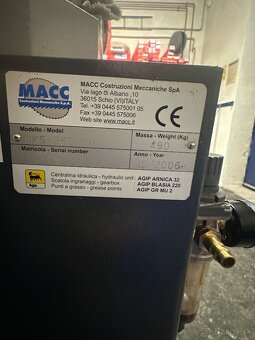 MACC
Costruzioni Meccaniche S.p.A.
MACC Costruzioni Meccaniche SpA
Via lago di Albano ,10
36015 Schio (VI)ITALY
Tel. +39 0445 575001 05
Fax +39 0445 575006
Web site www.macc.it
CE
Modello - Model
Massa - Weight (Kg)
480
Matricola - Serial number
Anno - Year
2006
Agip
Centralina idraulica - hydraulic unit: AGIP ARNICA 32
Scatola ingranaggi - gearbox AGIP BLASIA 220
Punti a grasso - grease points AGIP GR MU 2